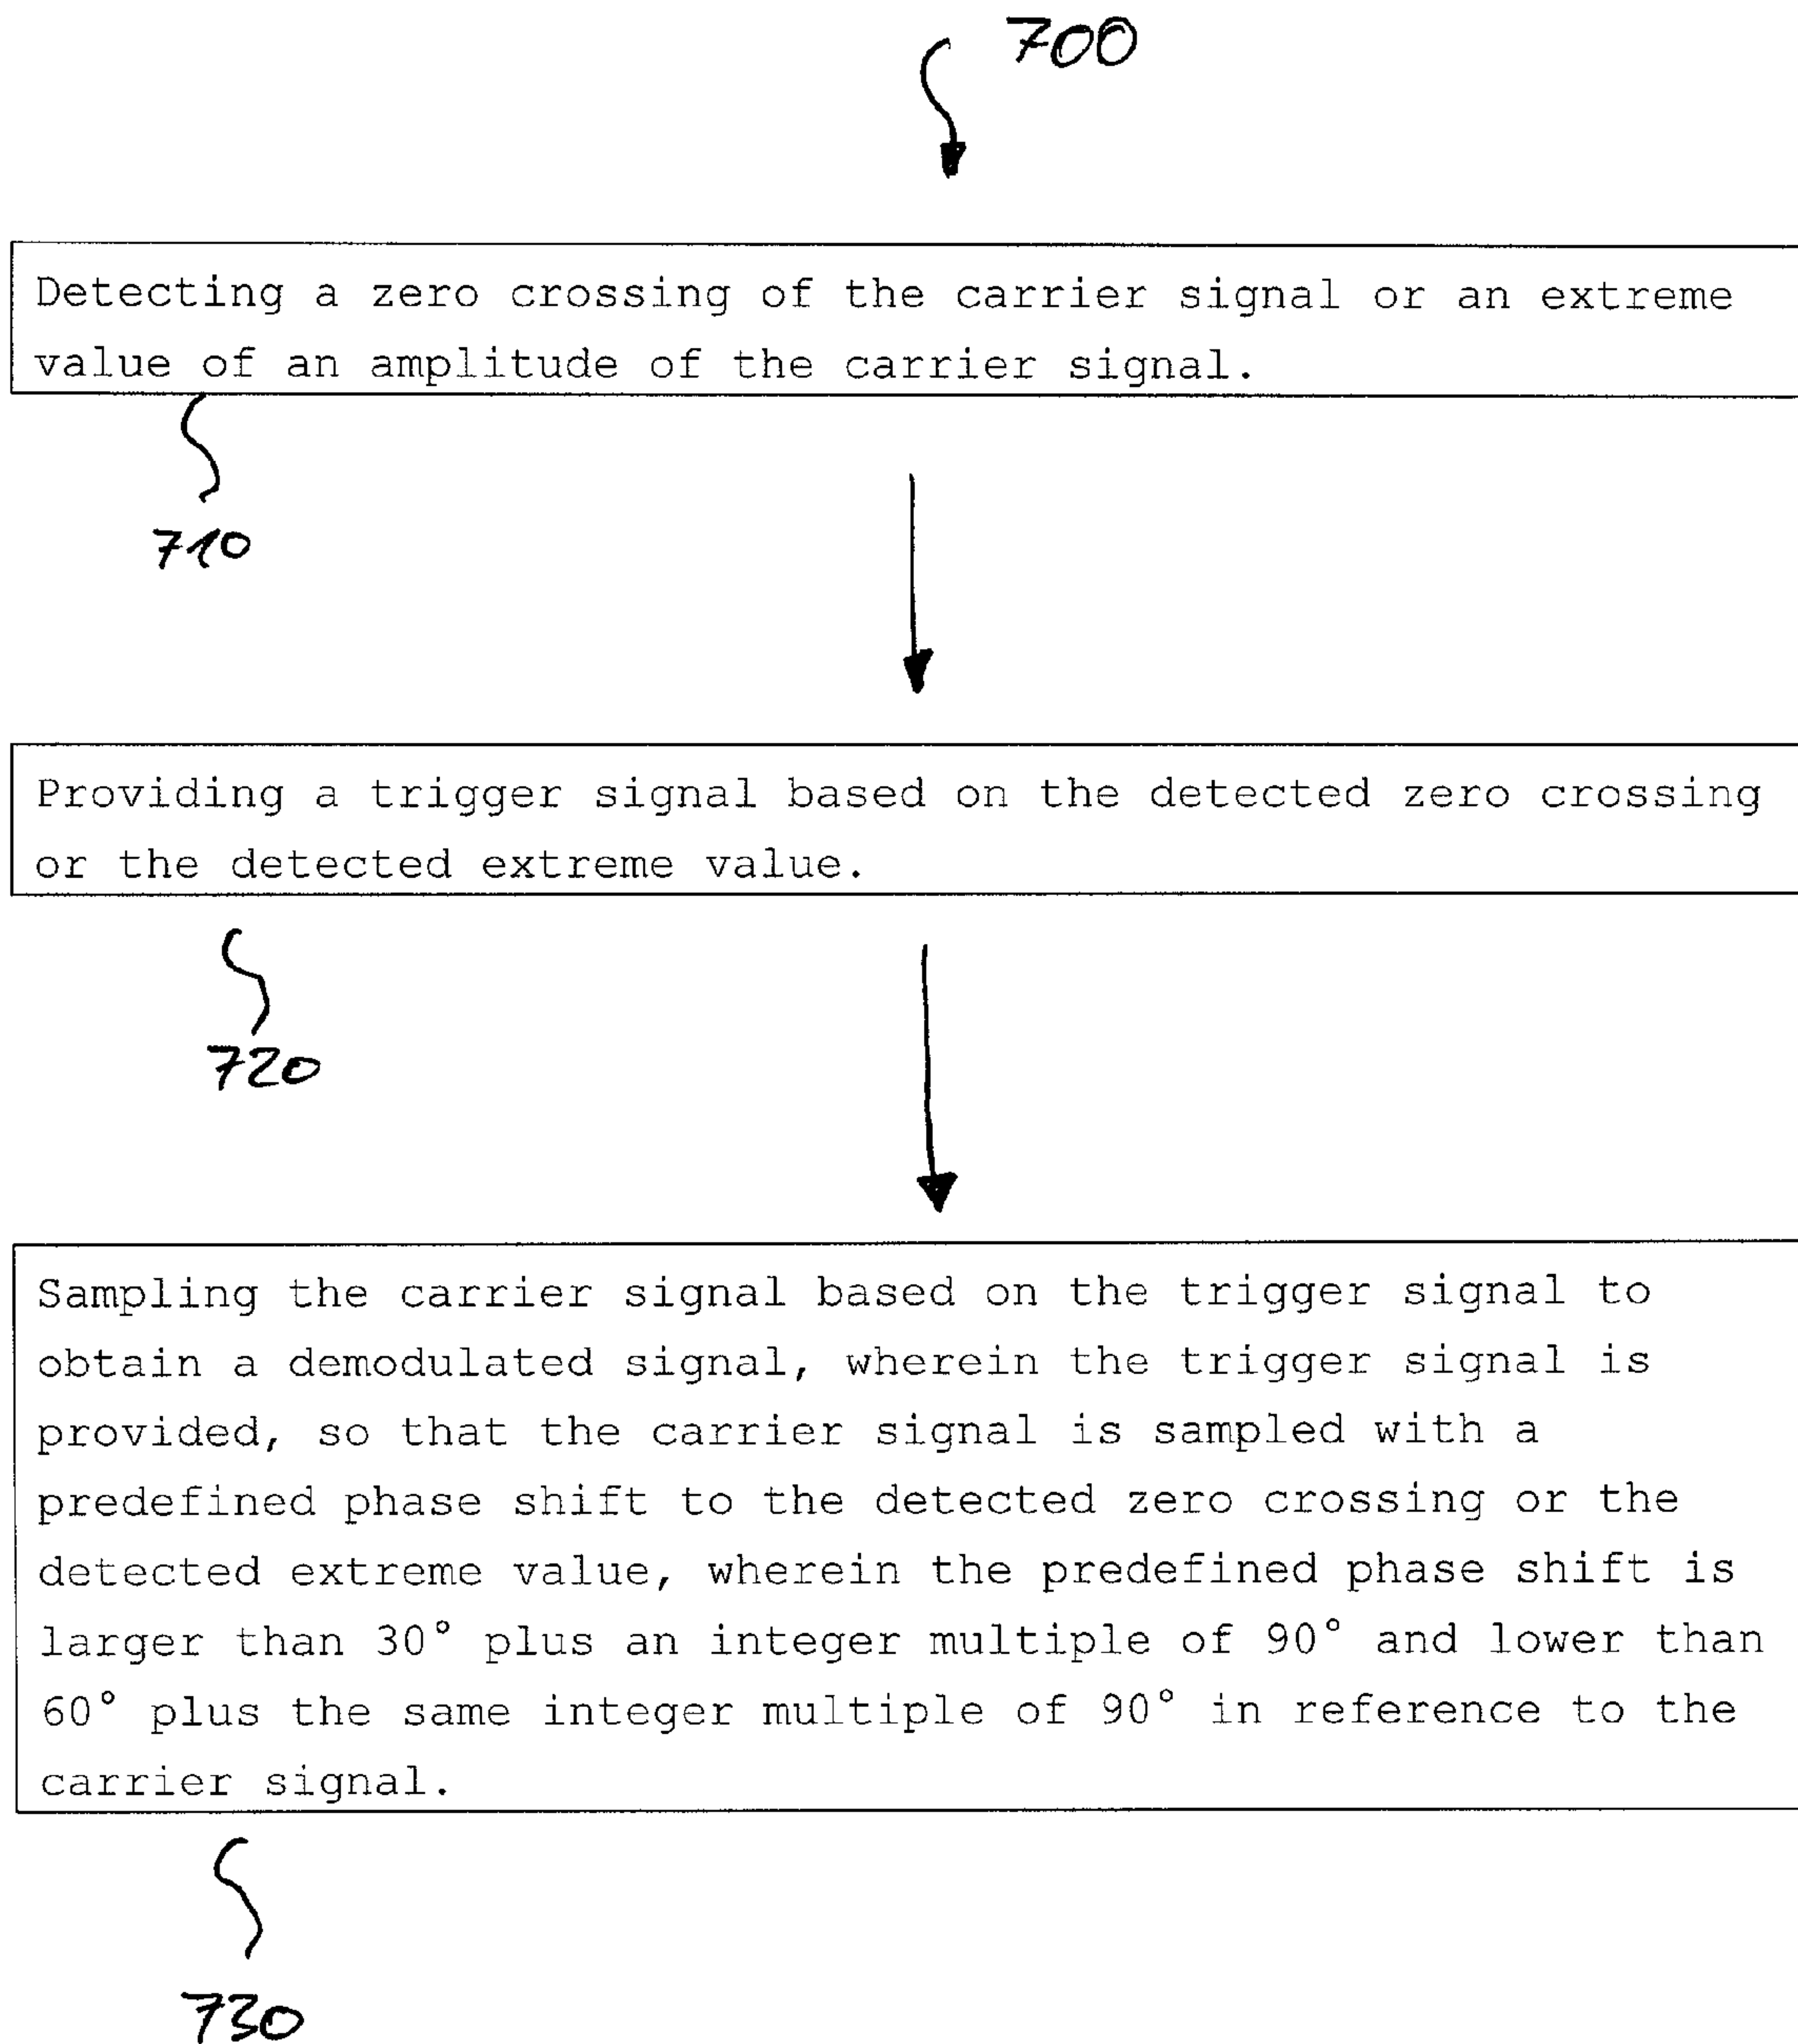 700
Detecting a zero crossing of the carrier signal or an extreme
value of an amplitude of the carrier signal.
710
Providing a trigger signal based on the detected zero crossing
or the detected extreme value.
720
Sampling the carrier signal based on the trigger signal to
obtain a demodulated signal, wherein the trigger signal is
provided, so that the carrier signal is sampled with a
predefined phase shift to the detected zero crossing or the
detected extreme value, wherein the predefined phase shift is
larger than 30° plus an integer multiple of 90° and lower than
60° plus the same integer multiple of 90° in reference to the
carrier signal.
730